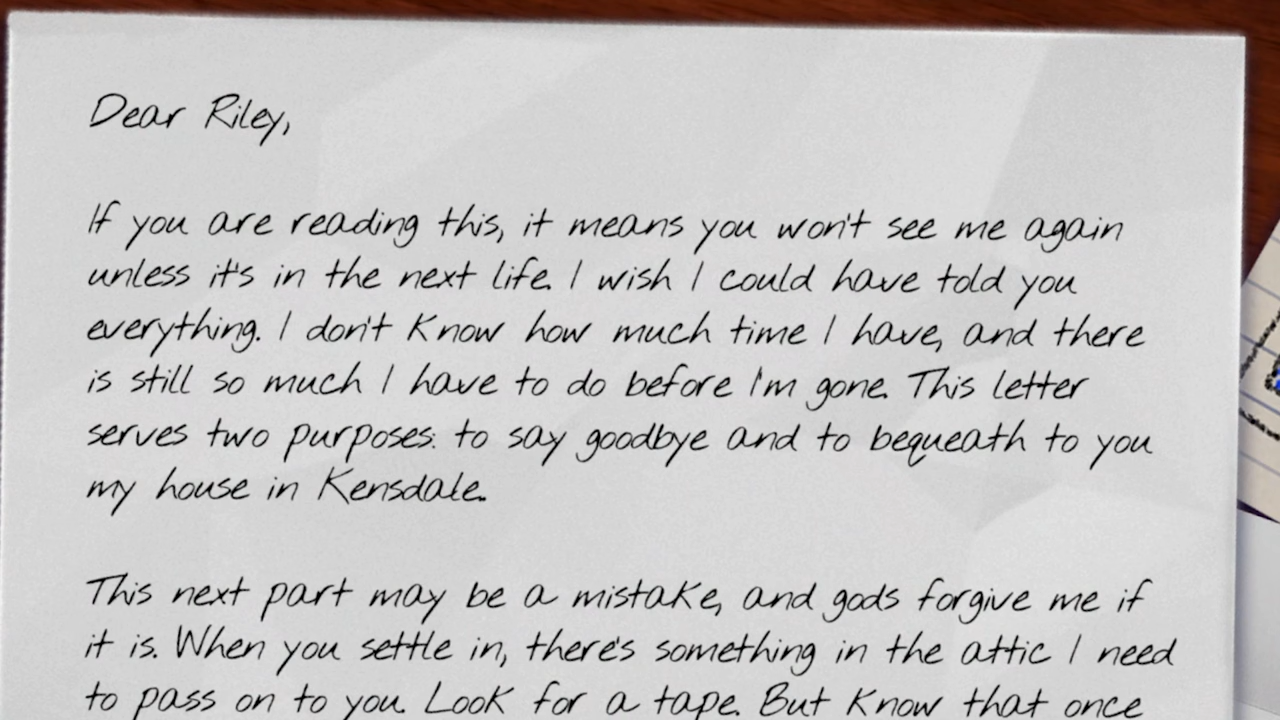 Dear Riley,
If you are reading this, it means you won't see me again
unless it's in the next life. I wish I could have told you
everything. I don't know how much time I have, and there
is still so much I have to do before I'm gone. This letter
serves two purposes: to say goodbye and to bequeath to you
my house in Kensdale.
This next part may be a mistake, and gods forgive me if
it is. When you settle in, there's something in the attic I need
to pass on to you. Look for a tape. But know that once